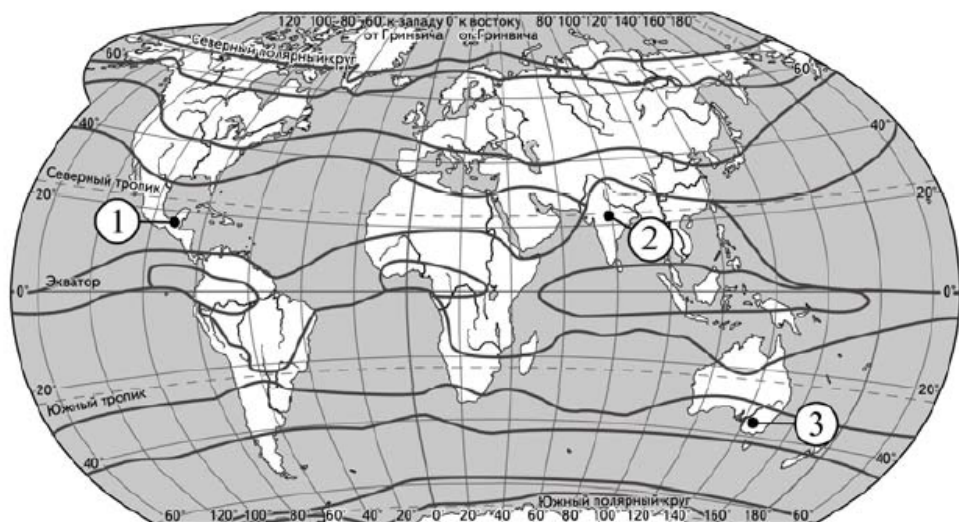 120° 100°-80°-60° к западу 0° к востоку 80° 100°120°140°160°180°
от Гринвича от Гринвича
Северный полярный круг
60° 60°
40° 40°
Северный тропик
20° 20°
1
2
Экватор
0° 0°
20° 20°
Южный тропик
3
40° 40°
Южный полярный круг
60° 180°160°140°120°100° 80° 60° 40° 20° 0° 20° 40° 60° 80° 100° 120° 140° 160° 180° 60°